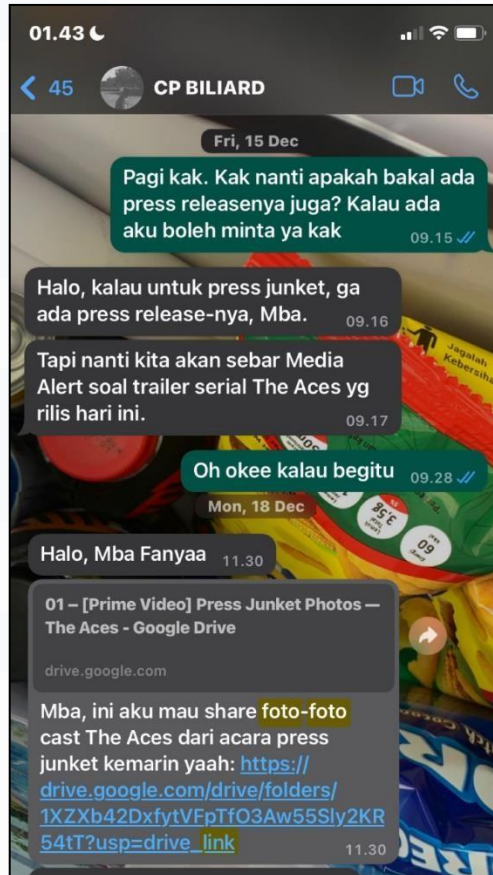 01.43
45
CP BILIARD
Fri, 15 Dec
Pagi kak. Kak nanti apakah bakal ada
press releasenya juga? Kalau ada
aku boleh minta ya kak
09.15
Halo, kalau untuk press junket, ga
ada press release-nya, Mba.
09.16
Tapi nanti kita akan sebar Media
Alert soal trailer serial The Aces yg
rilis hari ini.
09.17
Jagalah
Oh okee kalau begitu
09.28
Mon, 18 Dec
3,58
60
Halo, Mba Fanyaa
11.30
01 – [Prime Video] Press Junket Photos —
The Aces - Google Drive
drive.google.com
Mba, ini aku mau share foto-foto
cast The Aces dari acara press
junket kemarin yaah: https://
drive.google.com/drive/folders/
1XZXb42DxfytVFpTfO3Aw55Sly2KR
54tT?usp=drive_link
11.30